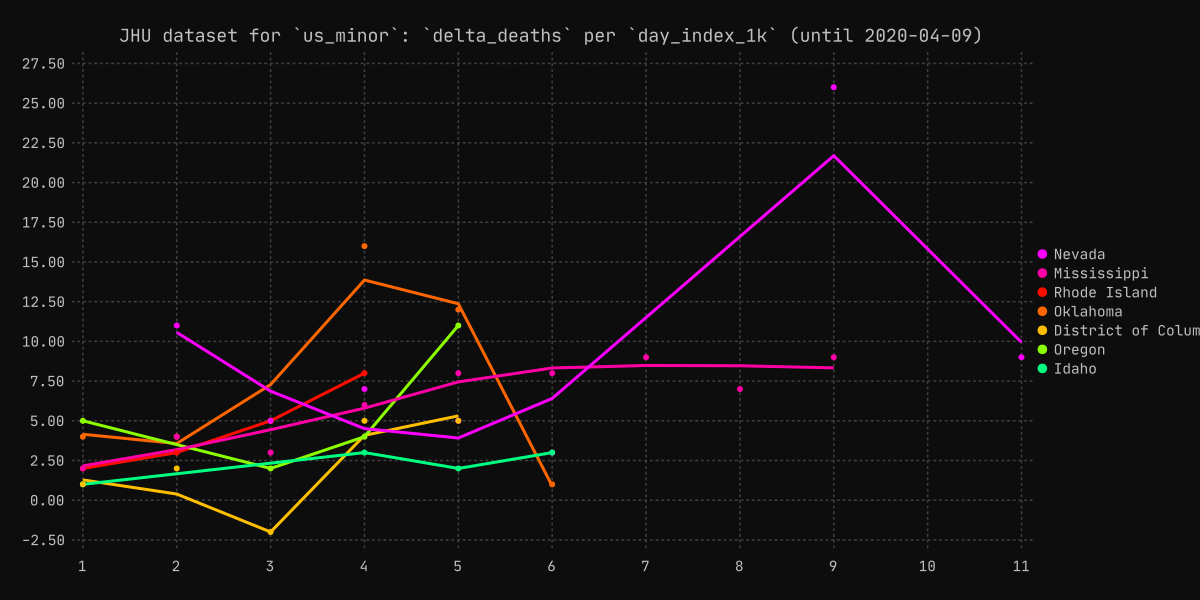 JHU dataset for `us_minor`: `delta_deaths` per `day_index_1k` (until 2020-04-09)
27.50
25.00
22.50
20.00
17.50
15.00
12.50
10.00
7.50
5.00
2.50
0.00
-2.50
1 2 3 4 5 6 7 8 9 10 11
Nevada
Mississippi
Rhode Island
Oklahoma
District of Colum
Oregon
Idaho